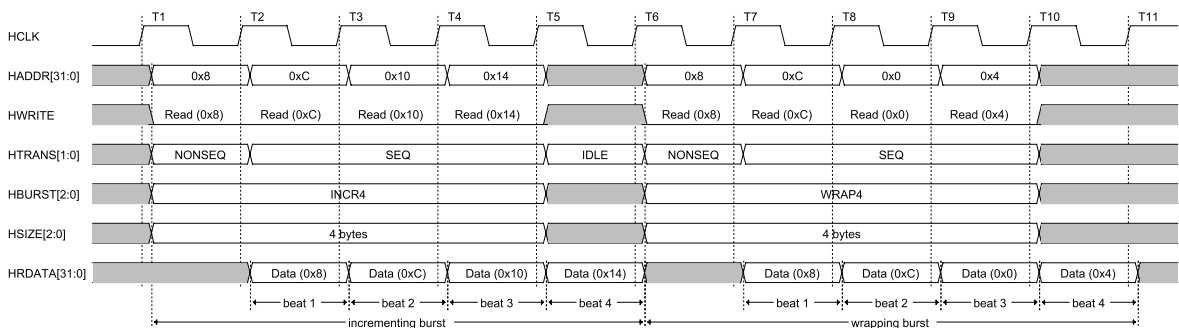 T1 T2 T3 T4 T5 T6 T7 T8 T9 T10 T11
HCLK
HADDR[31:0] 0x8 0xC 0x10 0x14 0x8 0xC 0x0 0x4
HWRITE Read (0x8) Read (0xC) Read (0x10) Read (0x14) Read (0x8) Read (0xC) Read (0x0) Read (0x4)
HTRANS[1:0] NONSEQ SEQ IDLE NONSEQ SEQ
HBURST[2:0] INCR4 WRAP4
HSIZE[2:0] 4 bytes 4 bytes
HRDATA[31:0] Data (0x8) Data (0xC) Data (0x10) Data (0x14) Data (0x8) Data (0xC) Data (0x0) Data (0x4)
beat 1 beat 2 beat 3 beat 4 beat 1 beat 2 beat 3 beat 4
incrementing burst wrapping burst